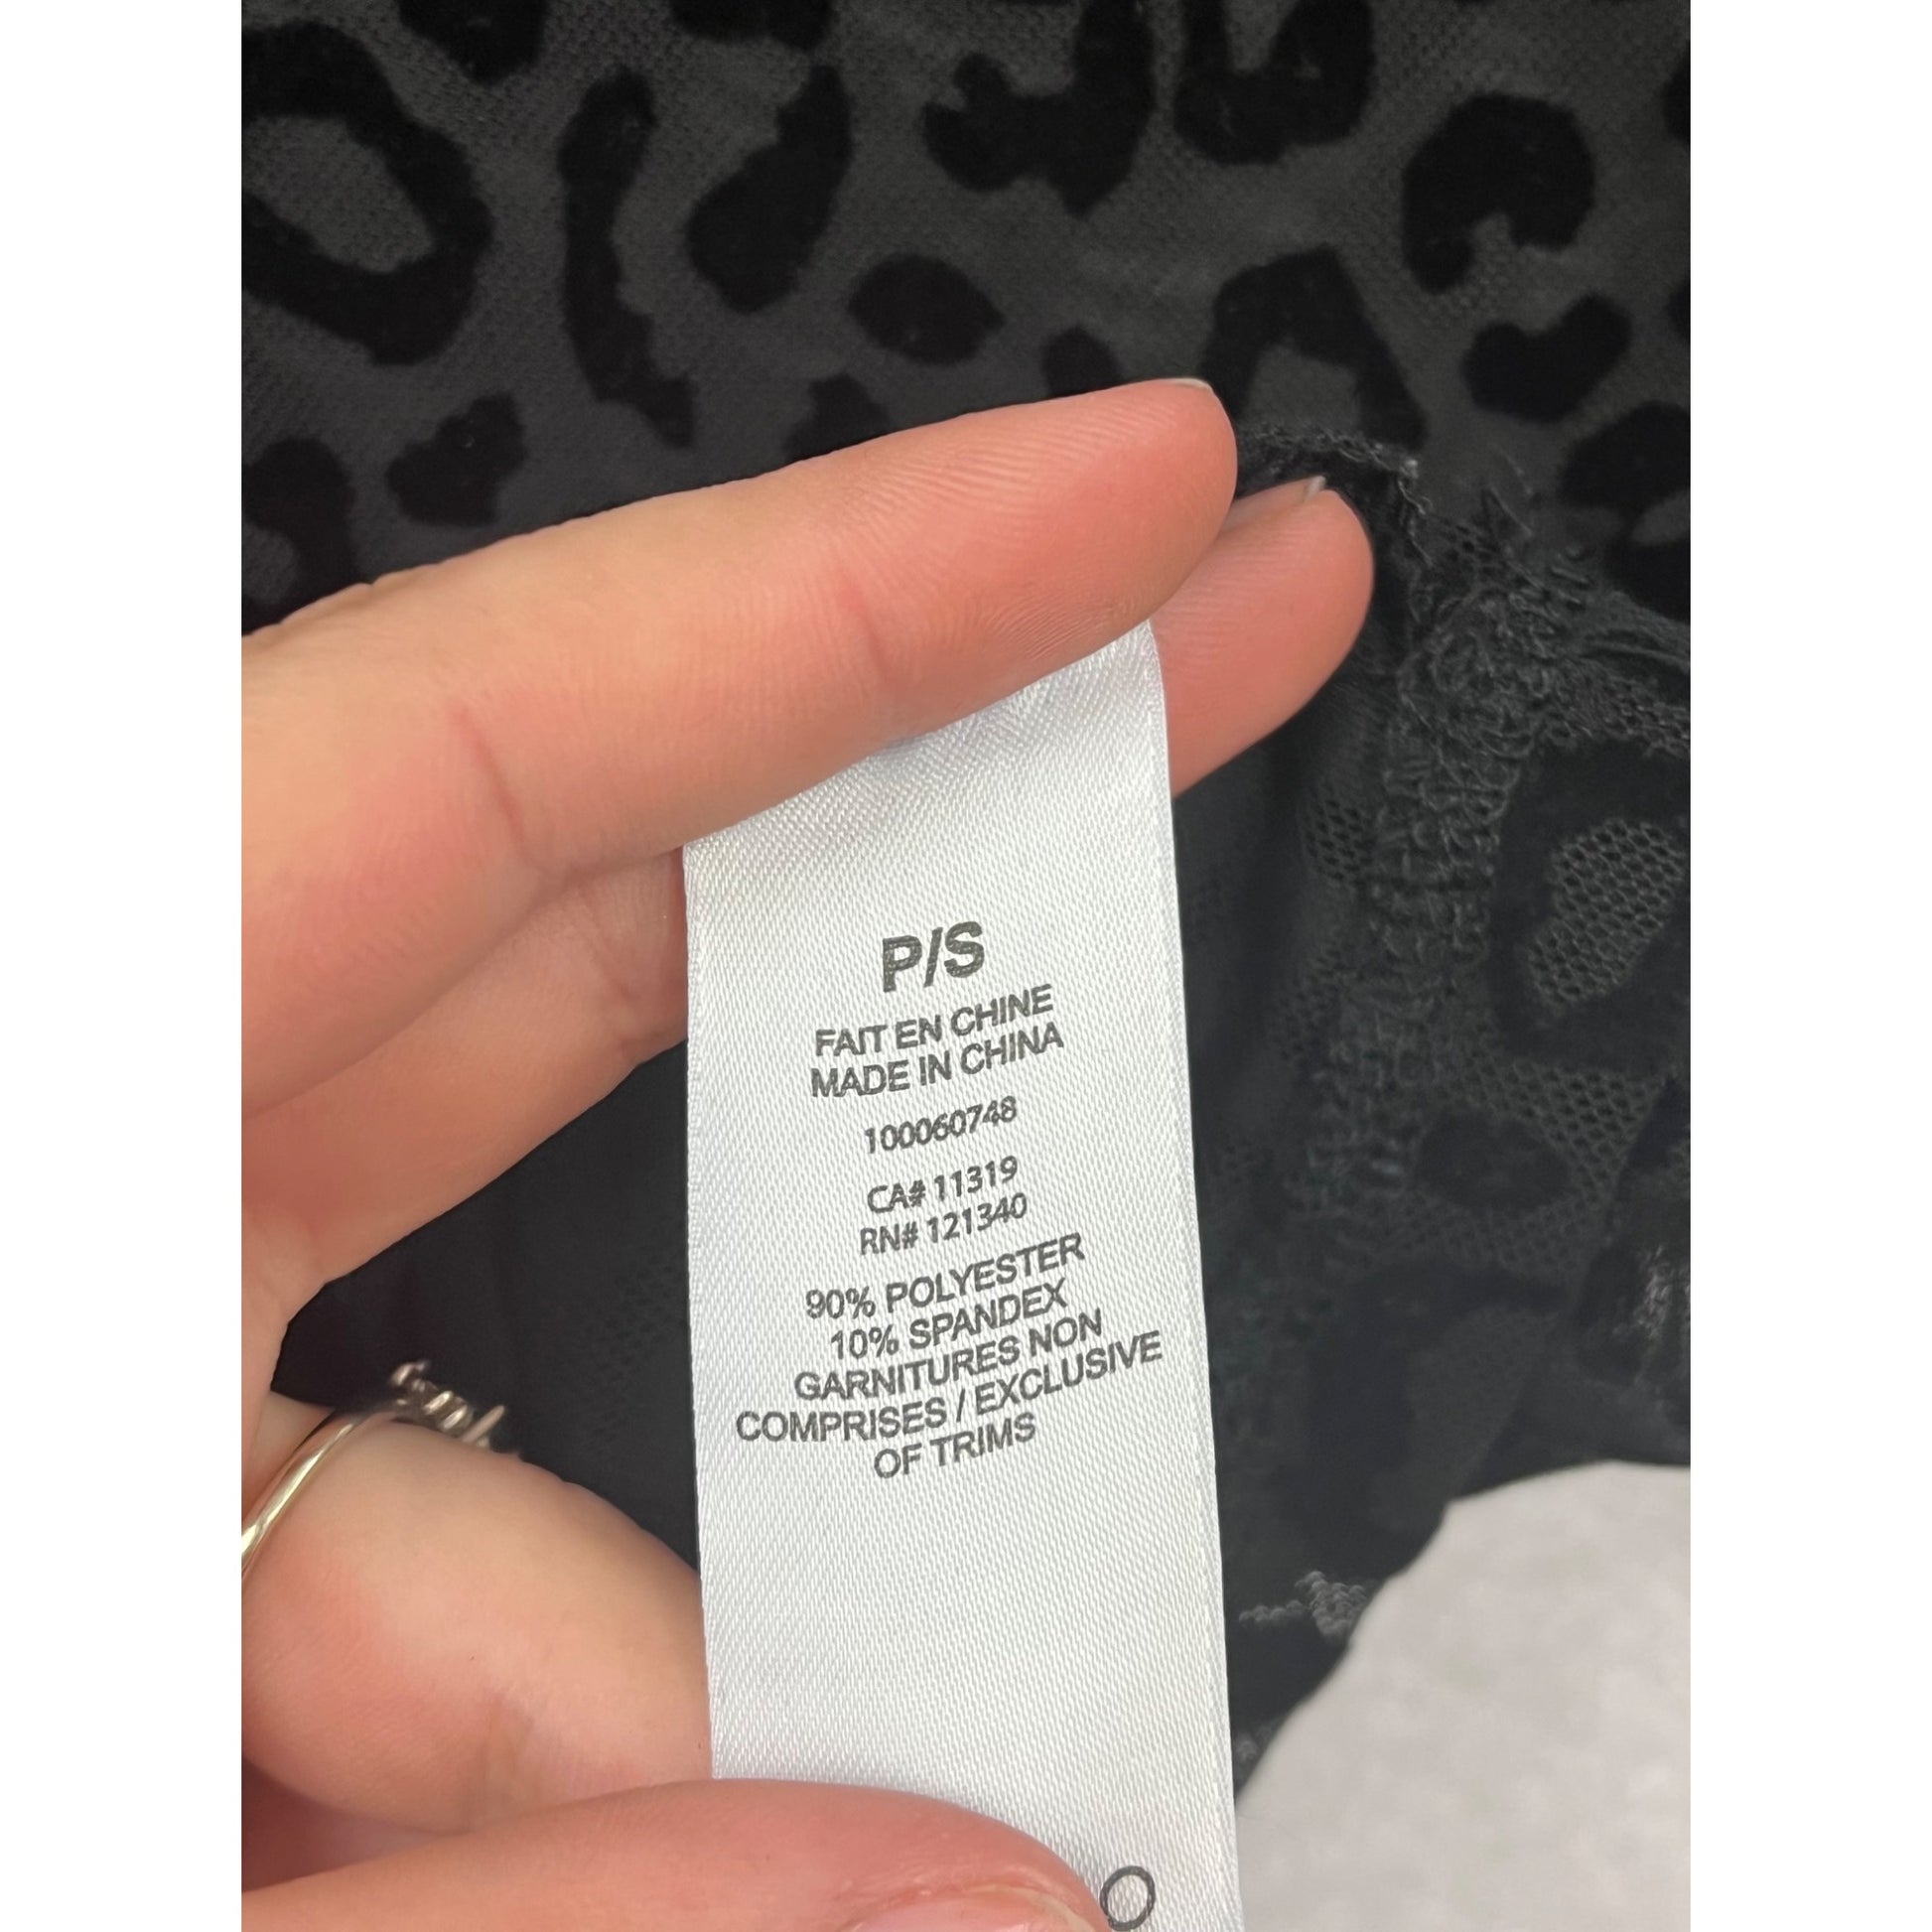 P/S
FAIT EN CHINE
MADE IN CHINA
100060748
CA# 11319
RN# 121340
90% POLYESTER
10% SPANDEX
GARNITURES NON
COMPRISES / EXCLUSIVE
OF TRIMS
O